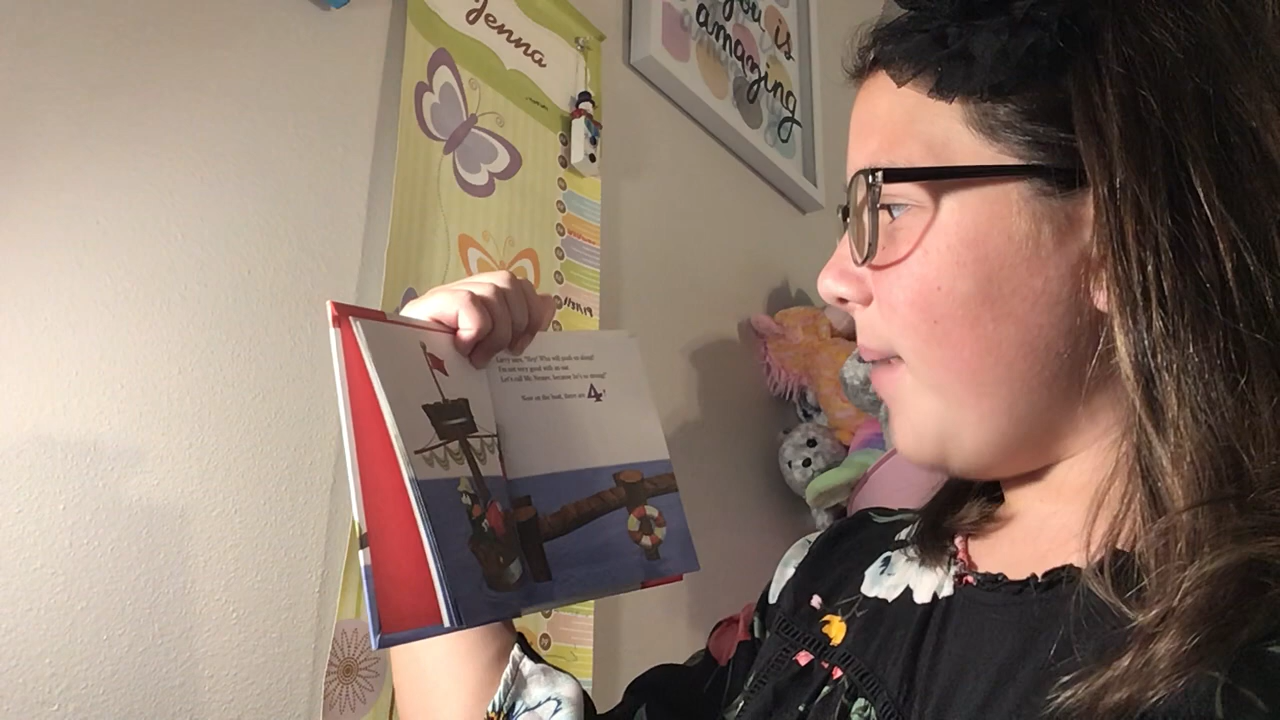 Jenna
you is
amazing
Larry says, "Hey! Who will push us along?
I'm not very good with an oar.
Let's call Mr. Nezzer, because he's so strong!"
Now on the boat, there are 4!